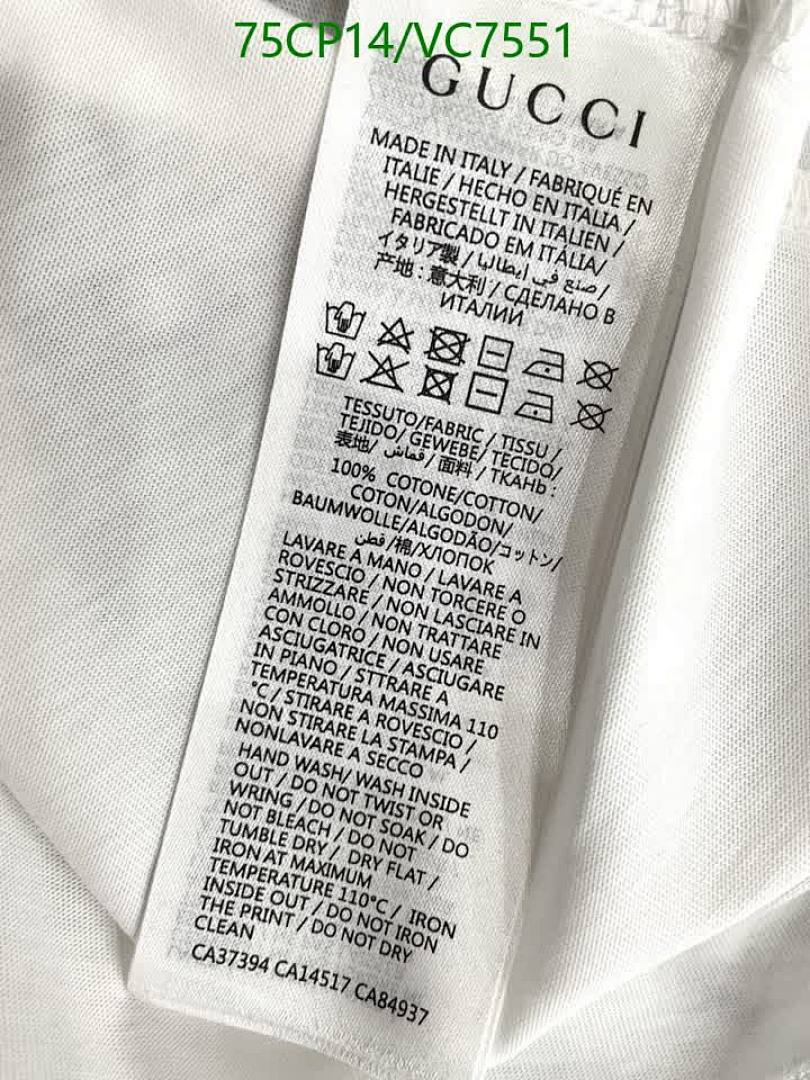 75CP14/VC7551
GUCCI
MADE IN ITALY / FABRIQUÉ EN
ITALIE / HECHO EN ITALIA /
HERGESTELLT IN ITALIEN /
FABRICADO EM ITÁLIA/
イタリア製 / صنع في إيطاليا /
产地 : 意大利 / СДЕЛАНО В
ИТАЛИИ
TESSUTO/FABRIC / TISSU /
TEJIDO/ GEWEBE/ TECIDO/
表地/ قماش / 面料 / ТКАНЬ :
100% COTONE/COTTON/
COTON/ALGODON/
BAUMWOLLE/ALGODÃO/コットン/
قطن /棉/ХЛОПОК
LAVARE A MANO / LAVARE A
ROVESCIO / NON TORCERE O
STRIZZARE / NON LASCIARE IN
AMMOLLO / NON TRATTARE
CON CLORO / NON USARE
ASCIUGATRICE / ASCIUGARE
IN PIANO / STTRARE A
TEMPERATURA MASSIMA 110
°C / STIRARE A ROVESCIO /
NON STIRARE LA STAMPA /
NONLAVARE A SECCO
HAND WASH/ WASH INSIDE
OUT / DO NOT TWIST OR
WRING / DO NOT SOAK / DO
NOT BLEACH / DO NOT
TUMBLE DRY / DRY FLAT /
IRON AT MAXIMUM
TEMPERATURE 110°C / IRON
INSIDE OUT / DO NOT IRON
THE PRINT / DO NOT DRY
CLEAN
CA37394 CA14517 CA84937